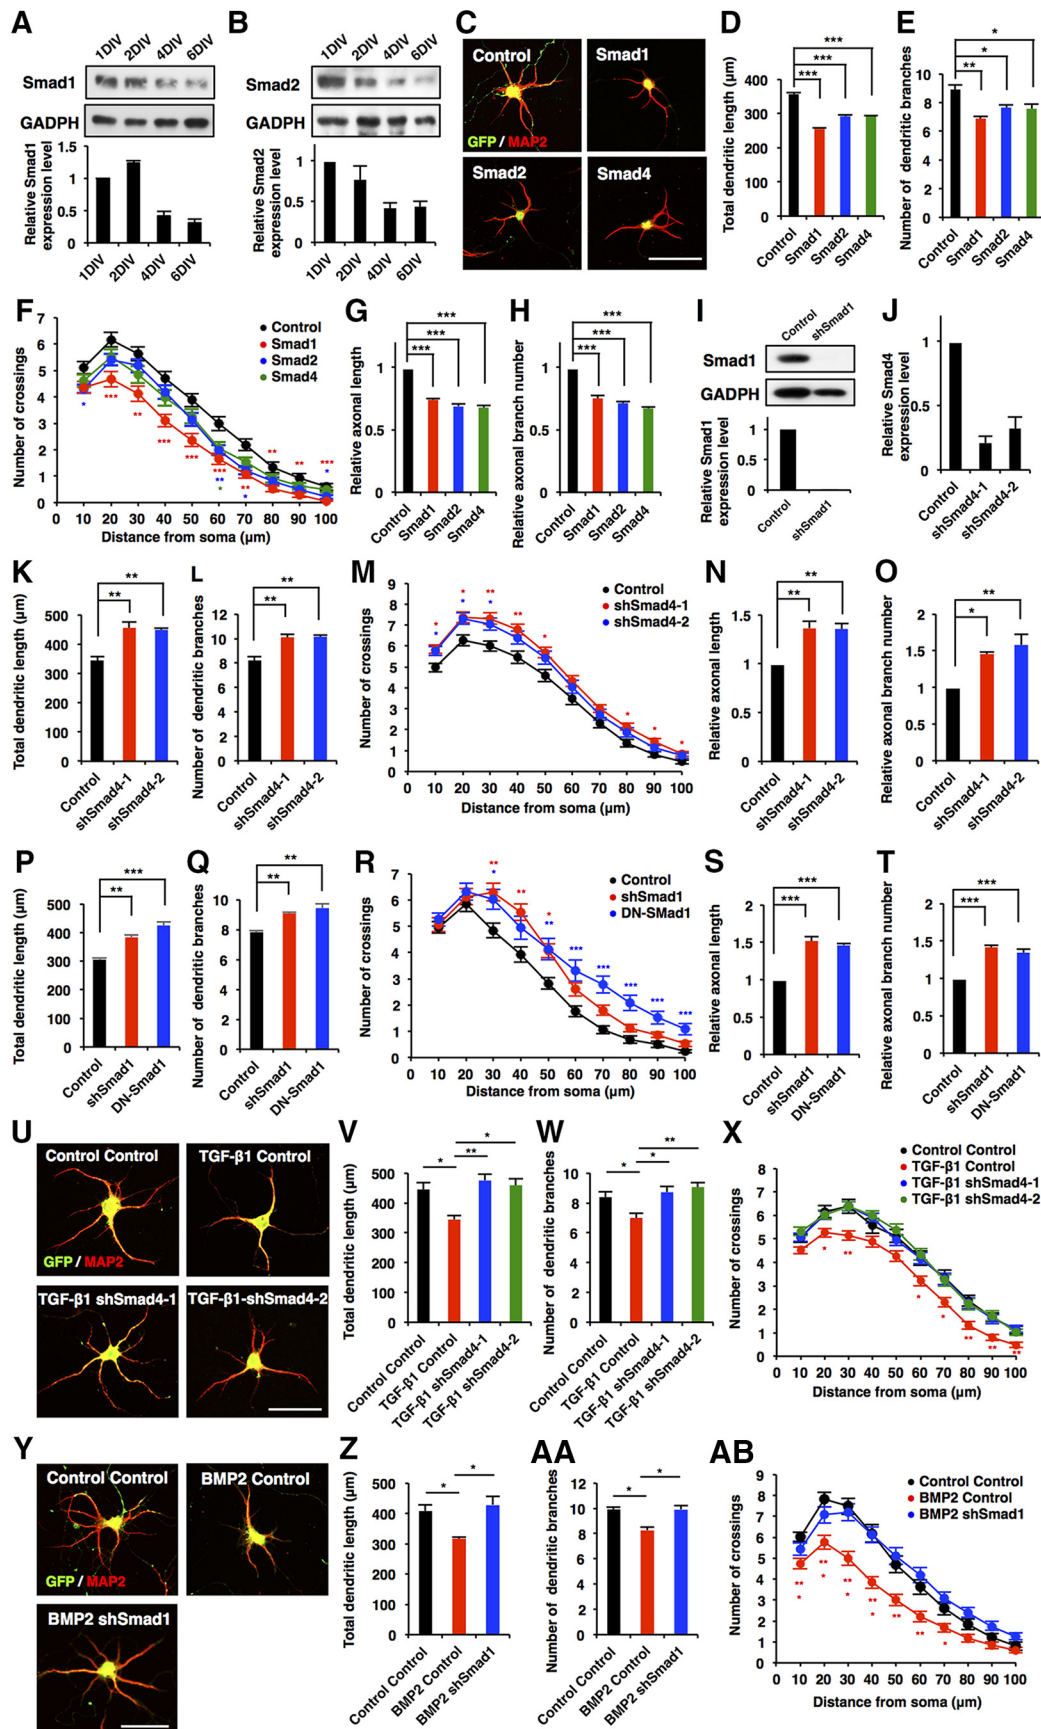 A
1DIV 2DIV 4DIV 6DIV
Smad1
GADPH
Relative Smad1 expression level
1.5
1
0.5
0
1DIV 2DIV 4DIV 6DIV
B
1DIV 2DIV 4DIV 6DIV
Smad2
GADPH
Relative Smad2 expression level
1
0.5
0
1DIV 2DIV 4DIV 6DIV
C
Control
Smad1
GFP / MAP2
Smad2
Smad4
D
Total dendritic length (µm)
400
300
200
100
0
*** *** ***
Control Smad1 Smad2 Smad4
E
Number of dendritic branches
10
8
6
4
2
0
** * *
Control Smad1 Smad2 Smad4
F
Number of crossings
7
6
5
4
3
2
1
0
Control
Smad1
Smad2
Smad4
0 10 20 30 40 50 60 70 80 90 100
Distance from soma (µm)
G
Relative axonal length
1
0.5
0
*** *** ***
Control Smad1 Smad2 Smad4
H
Relative axonal branch number
1
0.5
0
*** *** ***
Control Smad1 Smad2 Smad4
I
Control shSmad1
Smad1
GADPH
Relative Smad1 expression level
1
0.5
0
Control shSmad1
J
Relative Smad4 expression level
1
0.5
0
Control shSmad4-1 shSmad4-2
K
Total dendritic length (µm)
500
400
300
200
100
0
** **
Control shSmad4-1 shSmad4-2
L
Number of dendritic branches
12
10
8
6
4
2
0
** **
Control shSmad4-1 shSmad4-2
M
Number of crossings
9
8
7
6
5
4
3
2
1
0
Control
shSmad4-1
shSmad4-2
0 10 20 30 40 50 60 70 80 90 100
Distance from soma (µm)
N
Relative axonal length
1.5
1
0.5
0
** **
Control shSmad4-1 shSmad4-2
O
Relative axonal branch number
2
1.5
1
0.5
0
* **
Control shSmad4-1 shSmad4-2
P
Total dendritic length (µm)
500
400
300
200
100
0
** ***
Control shSmad1 DN-Smad1
Q
Number of dendritic branches
10
8
6
4
2
0
** **
Control shSmad1 DN-Smad1
R
Number of crossings
7
6
5
4
3
2
1
0
Control
shSmad1
DN-SMad1
0 10 20 30 40 50 60 70 80 90 100
Distance from soma (µm)
S
Relative axonal length
2
1.5
1
0.5
0
*** ***
Control shSmad1 DN-Smad1
T
Relative axonal branch number
2
1.5
1
0.5
0
*** ***
Control shSmad1 DN-Smad1
U
Control Control
TGF-β1 Control
GFP / MAP2
TGF-β1 shSmad4-1
TGF-β1-shSmad4-2
V
Total dendritic length (µm)
500
400
300
200
100
0
* ** *
Control Control TGF-β1 Control TGF-β1 shSmad4-1 TGF-β1 shSmad4-2
W
Number of dendritic branches
10
8
6
4
2
0
* * **
Control Control TGF-β1 Control TGF-β1 shSmad4-1 TGF-β1 shSmad4-2
X
Number of crossings
8
7
6
5
4
3
2
1
0
Control Control
TGF-β1 Control
TGF-β1 shSmad4-1
TGF-β1 shSmad4-2
0 10 20 30 40 50 60 70 80 90 100
Distance from soma (µm)
Y
Control Control
BMP2 Control
GFP / MAP2
BMP2 shSmad1
Z
Total dendritic length (µm)
500
400
300
200
100
0
* *
Control Control BMP2 Control BMP2 shSmad1
AA
Number of dendritic branches
12
10
8
6
4
2
0
* *
Control Control BMP2 Control BMP2 shSmad1
AB
Number of crossings
9
8
7
6
5
4
3
2
1
0
Control Control
BMP2 Control
BMP2 shSmad1
0 10 20 30 40 50 60 70 80 90 100
Distance from soma (µm)